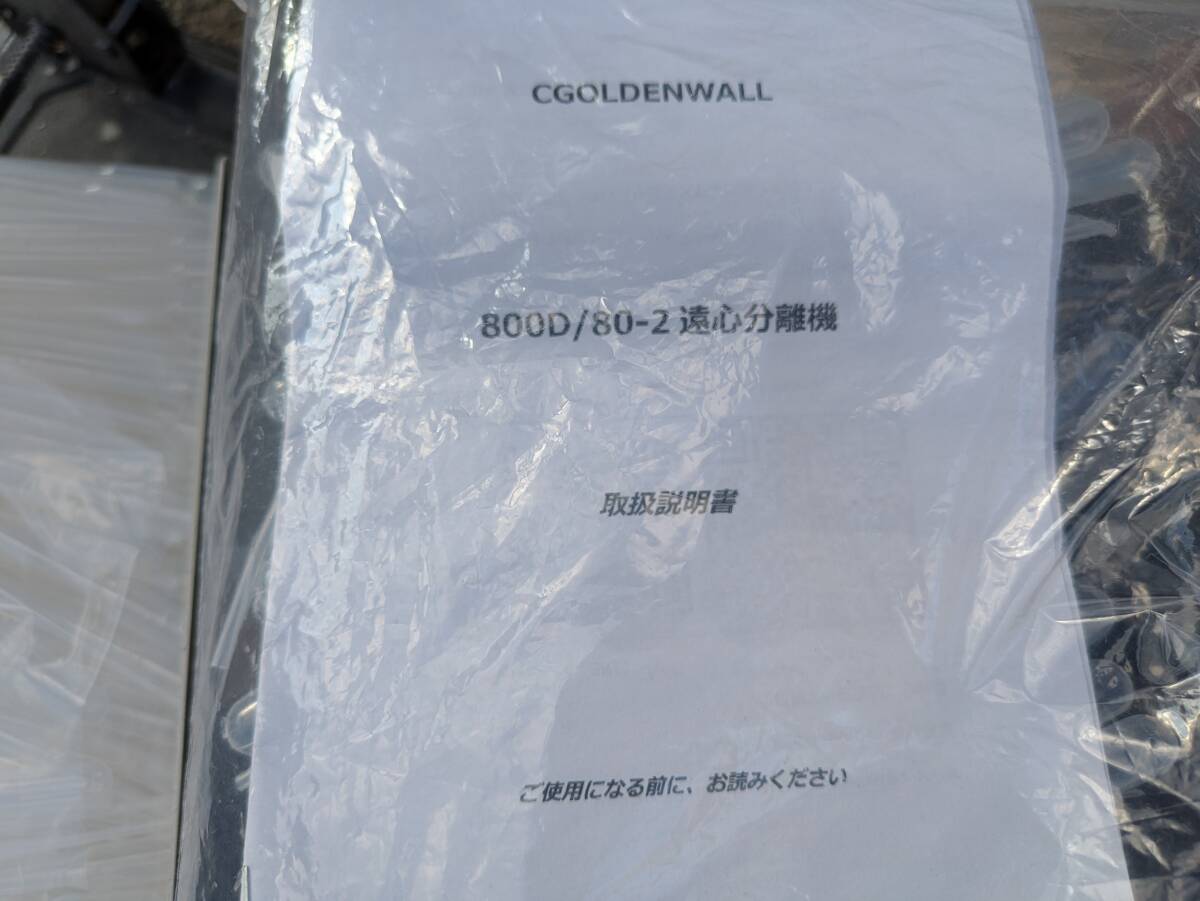 CGOLDENWALL
800D/80-2 遠心分離機
取扱説明書
ご使用になる前に、お読みください